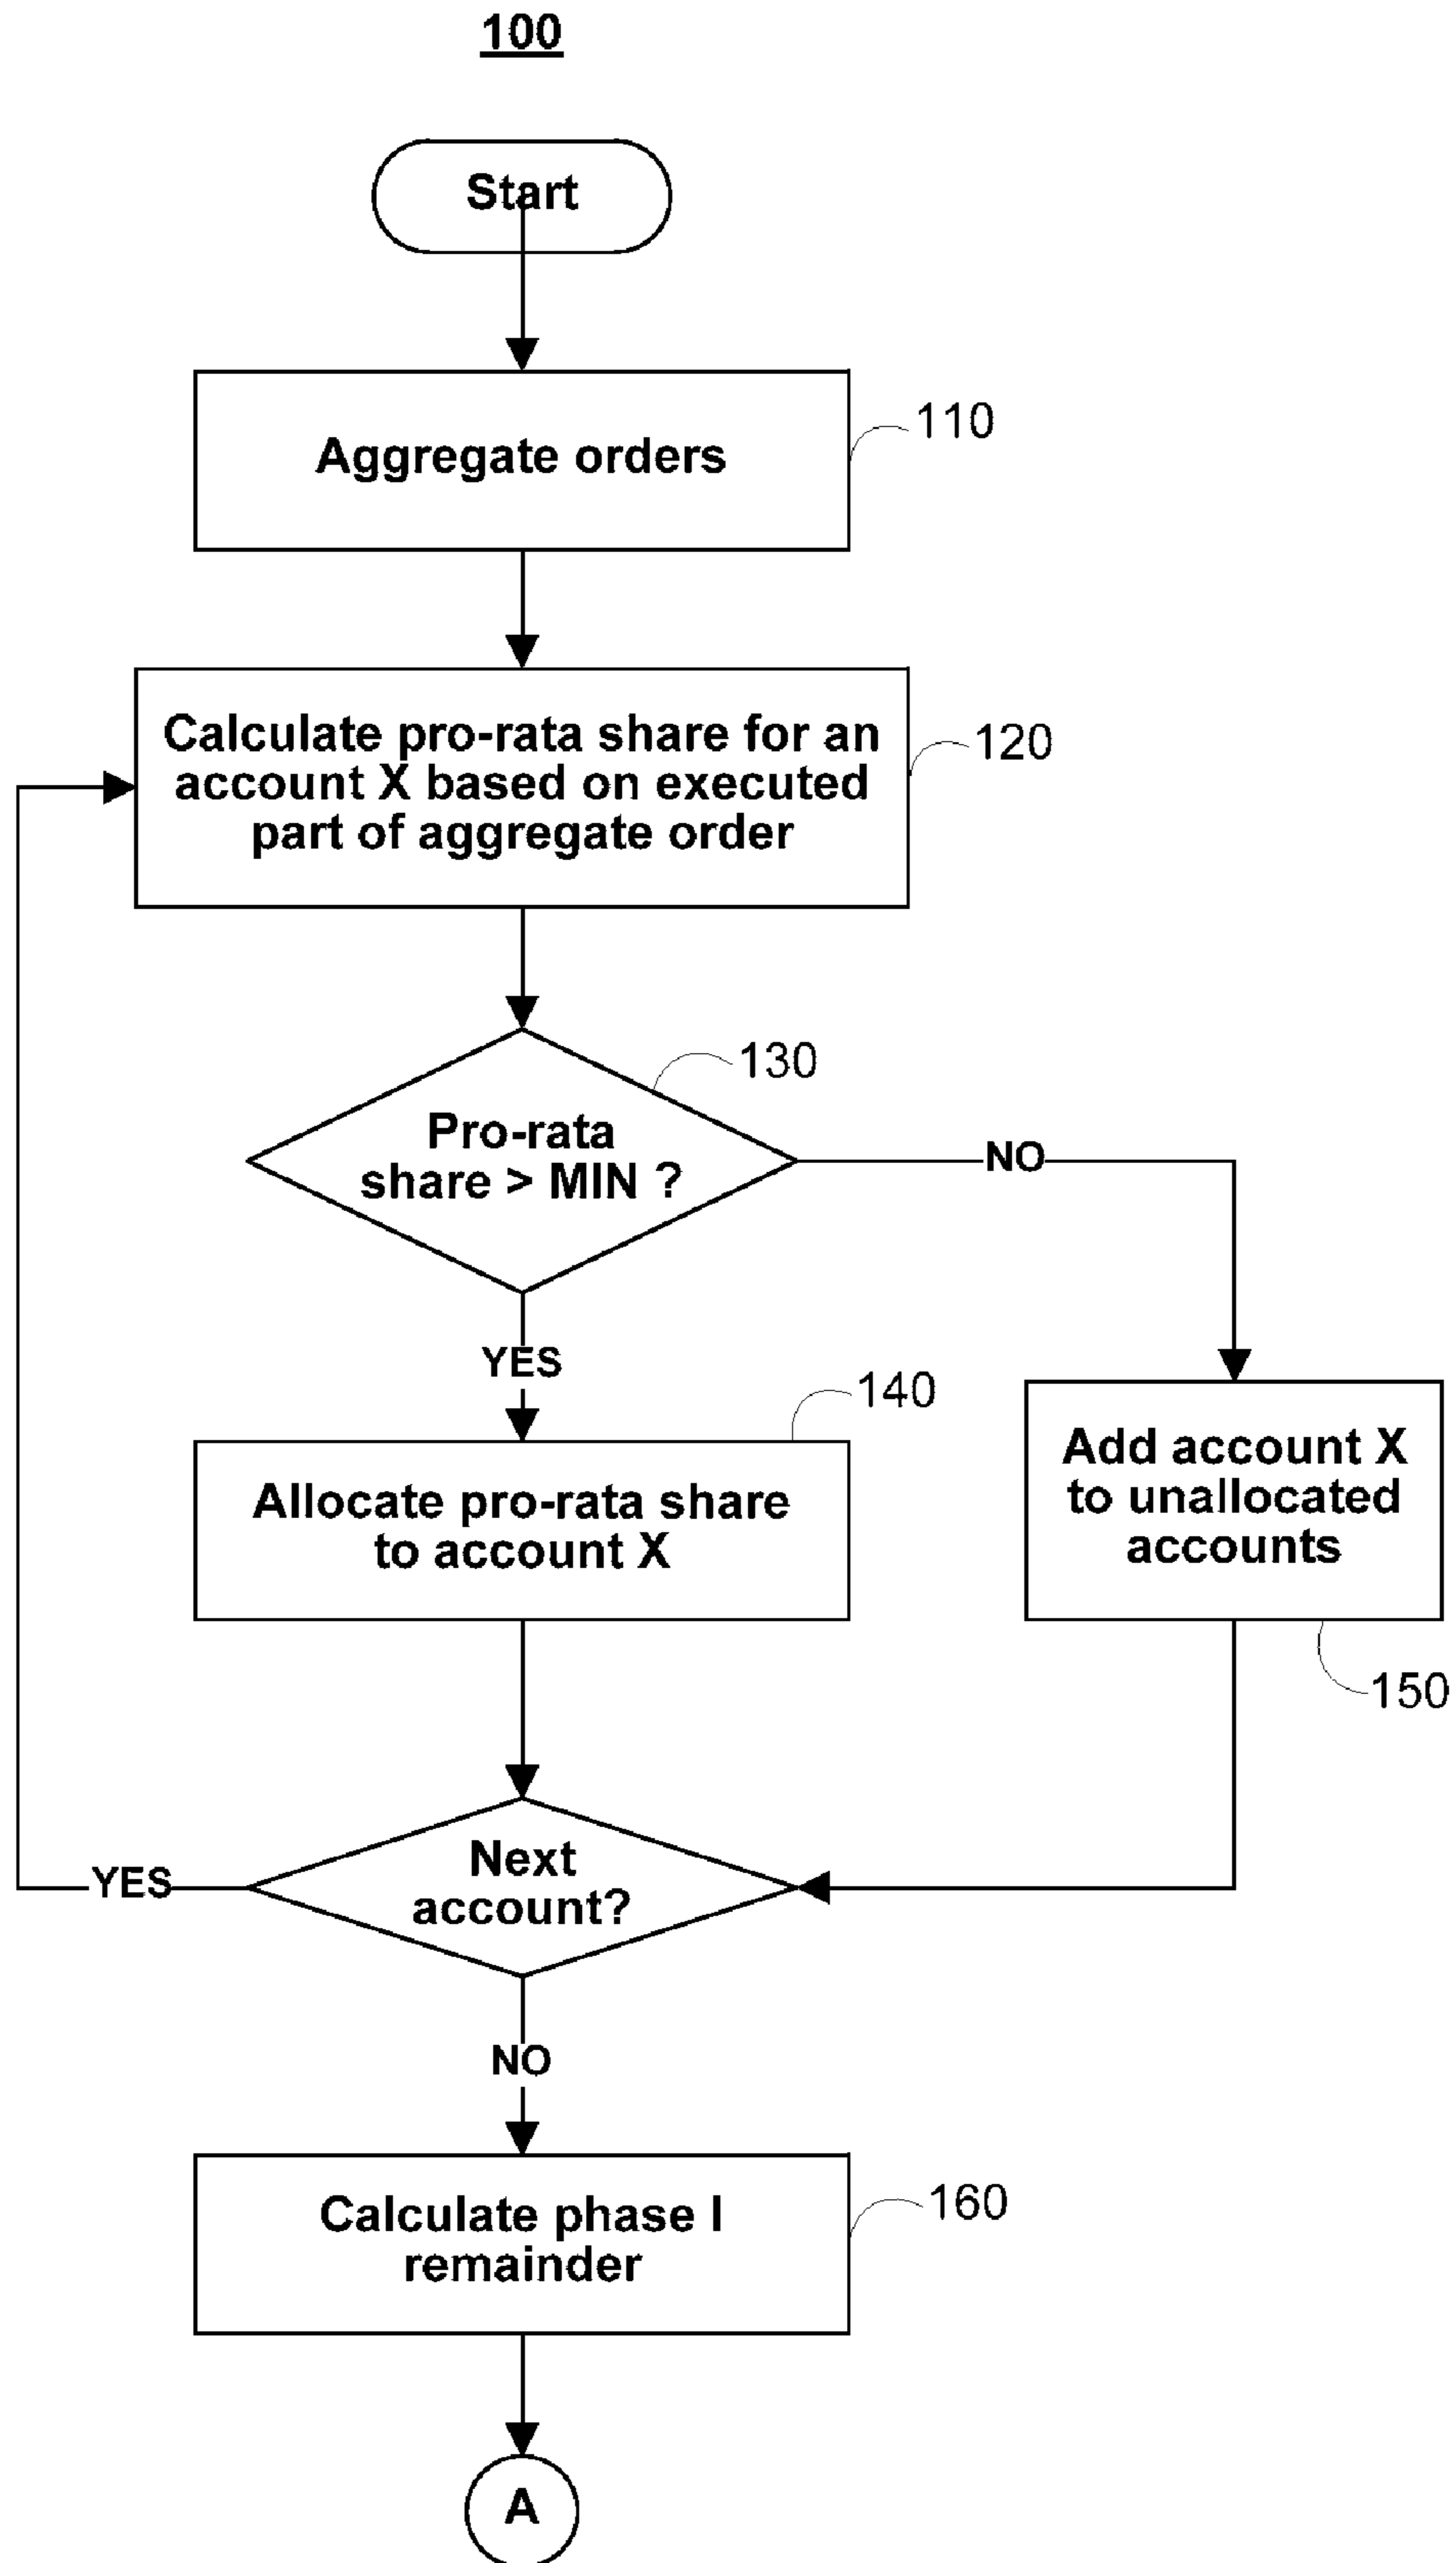 100
Start
Aggregate orders
110
Calculate pro-rata share for an
account X based on executed
part of aggregate order
120
130
Pro-rata
share > MIN ?
NO
YES
140
Allocate pro-rata share
to account X
Add account X
to unallocated
accounts
150
Next
account?
YES
NO
Calculate phase I
remainder
160
A